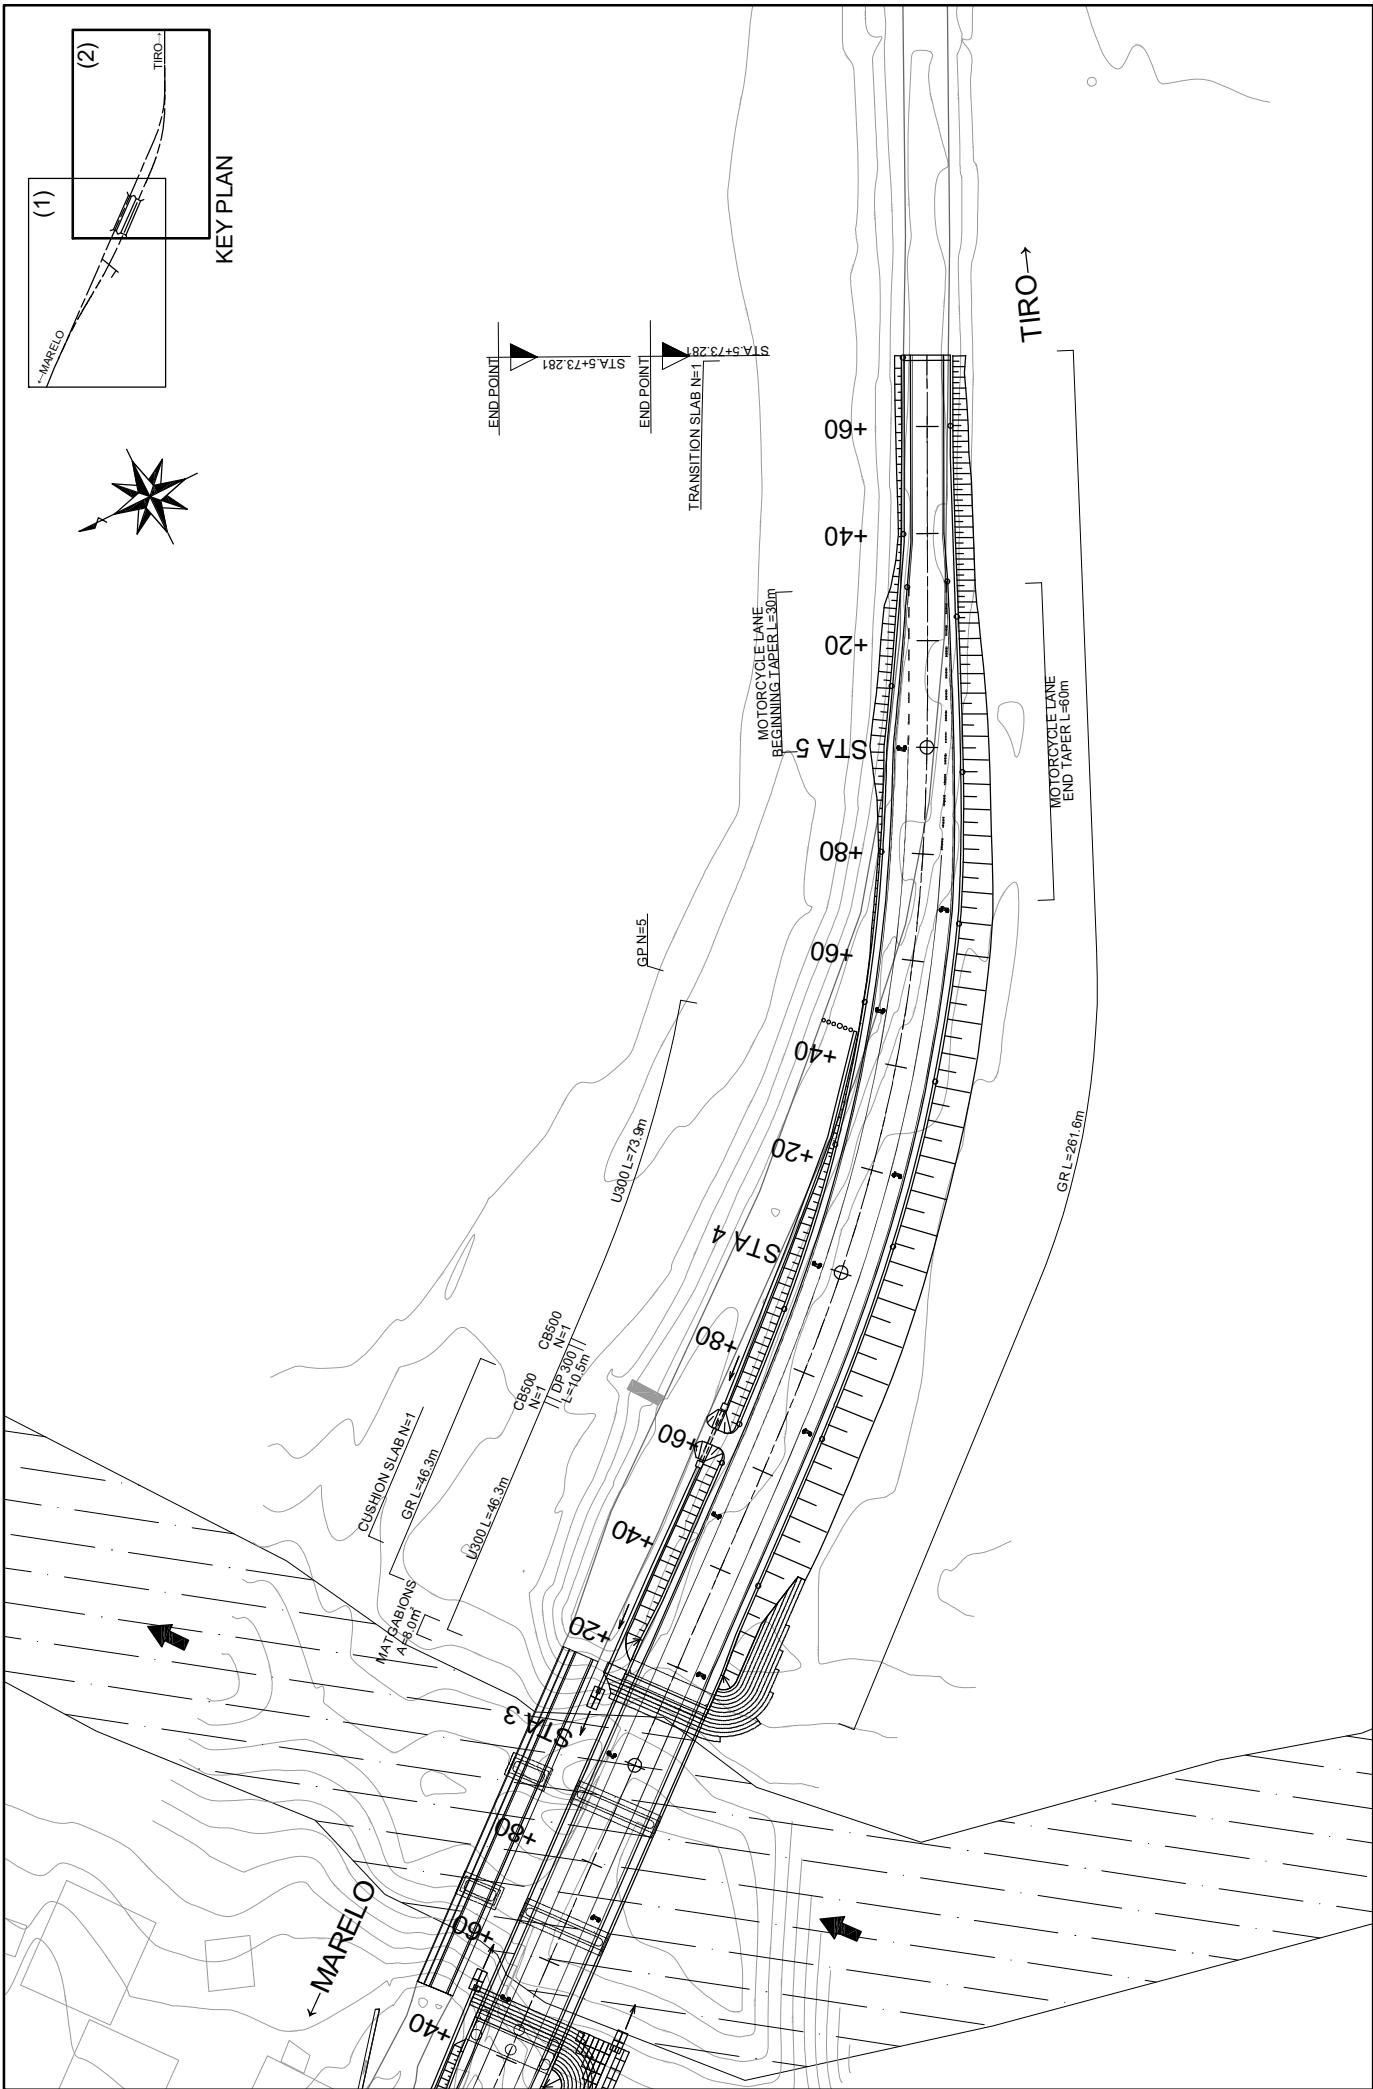 (2)
TIRO→
(1)
←MARELO
KEY PLAN
END POINT
STA.5+73.281
END POINT
STA.5+73.281
TRANSITION SLAB N=1
TIRO→
+60
+40
+20
MOTORCYCLE LANE
BEGINNING TAPER L=30m
STA 5
MOTORCYCLE LANE
END TAPER L=60m
+80
+60
GP N=5
+40
+20
U300 L=73.9m
GR L=261.6m
STA 4
+80
CB500
N=1
DP 300
L=10.5m
CB500
N=1
+60
CUSHION SLAB N=1
GR L=46.3m
U300 L=46.3m
+40
MATGABIONS
A=8.0m²
+20
STA 3
+80
+60
←MARELO
+40